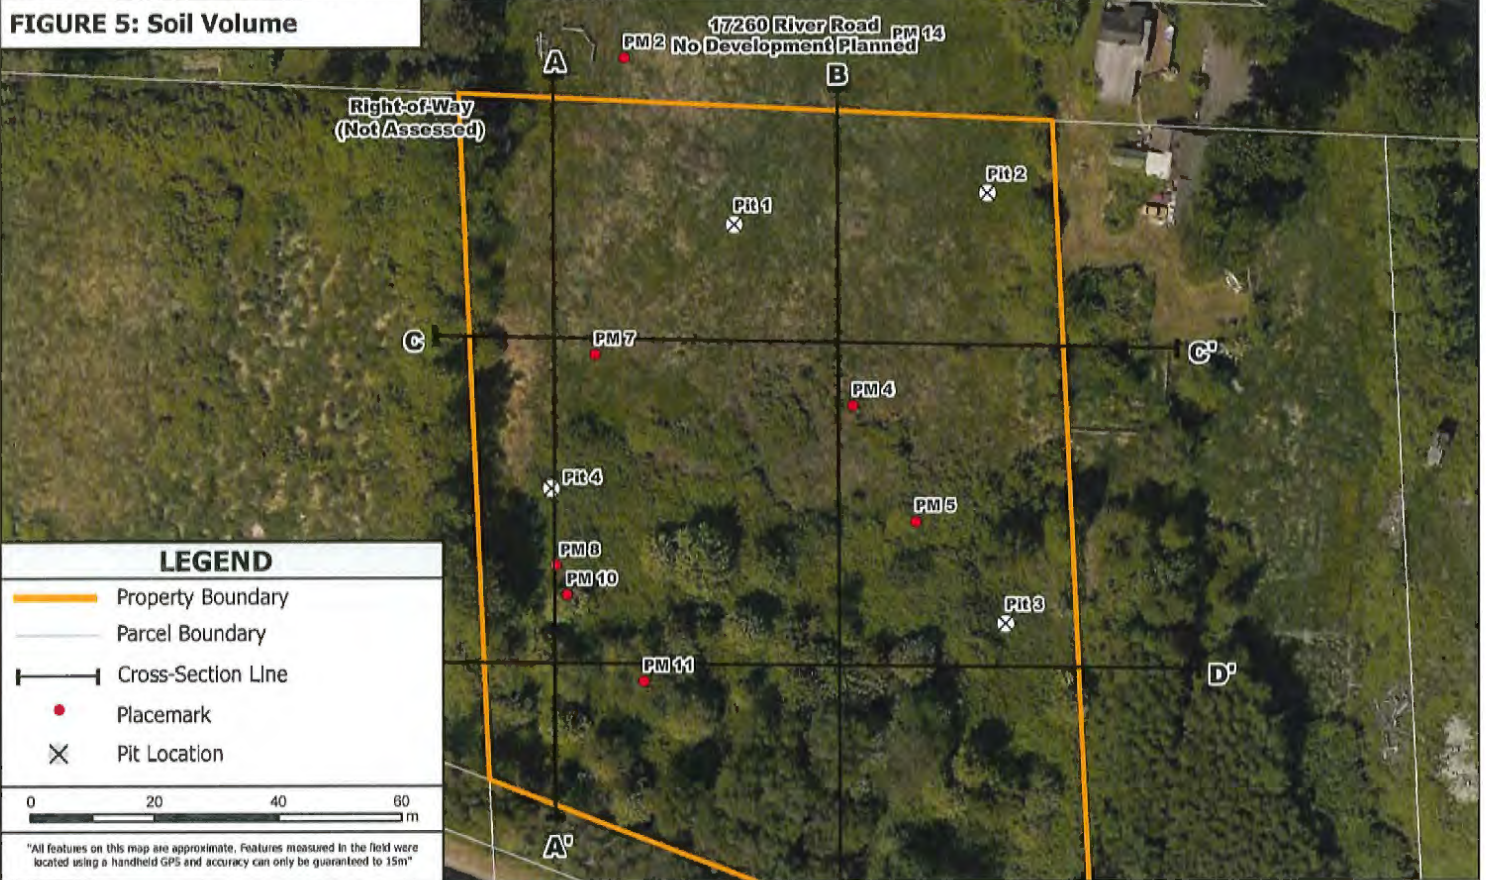 FIGURE 5: Soil Volume
17260 River Road
No Development Planned
PM 14
PM 2
A
B
Right-of-Way
(Not Assessed)
Pit 2
Pit 1
C
PM 7
C'
PM 4
Pit 4
PM 5
PM 8
PM 10
Pit 3
PM 11
D'
A'
LEGEND
Property Boundary
Parcel Boundary
Cross-Section Line
Placemark
Pit Location
0 20 40 60
m
"All features on this map are approximate. Features measured in the field were
located using a handheld GPS and accuracy can only be guaranteed to 15m"